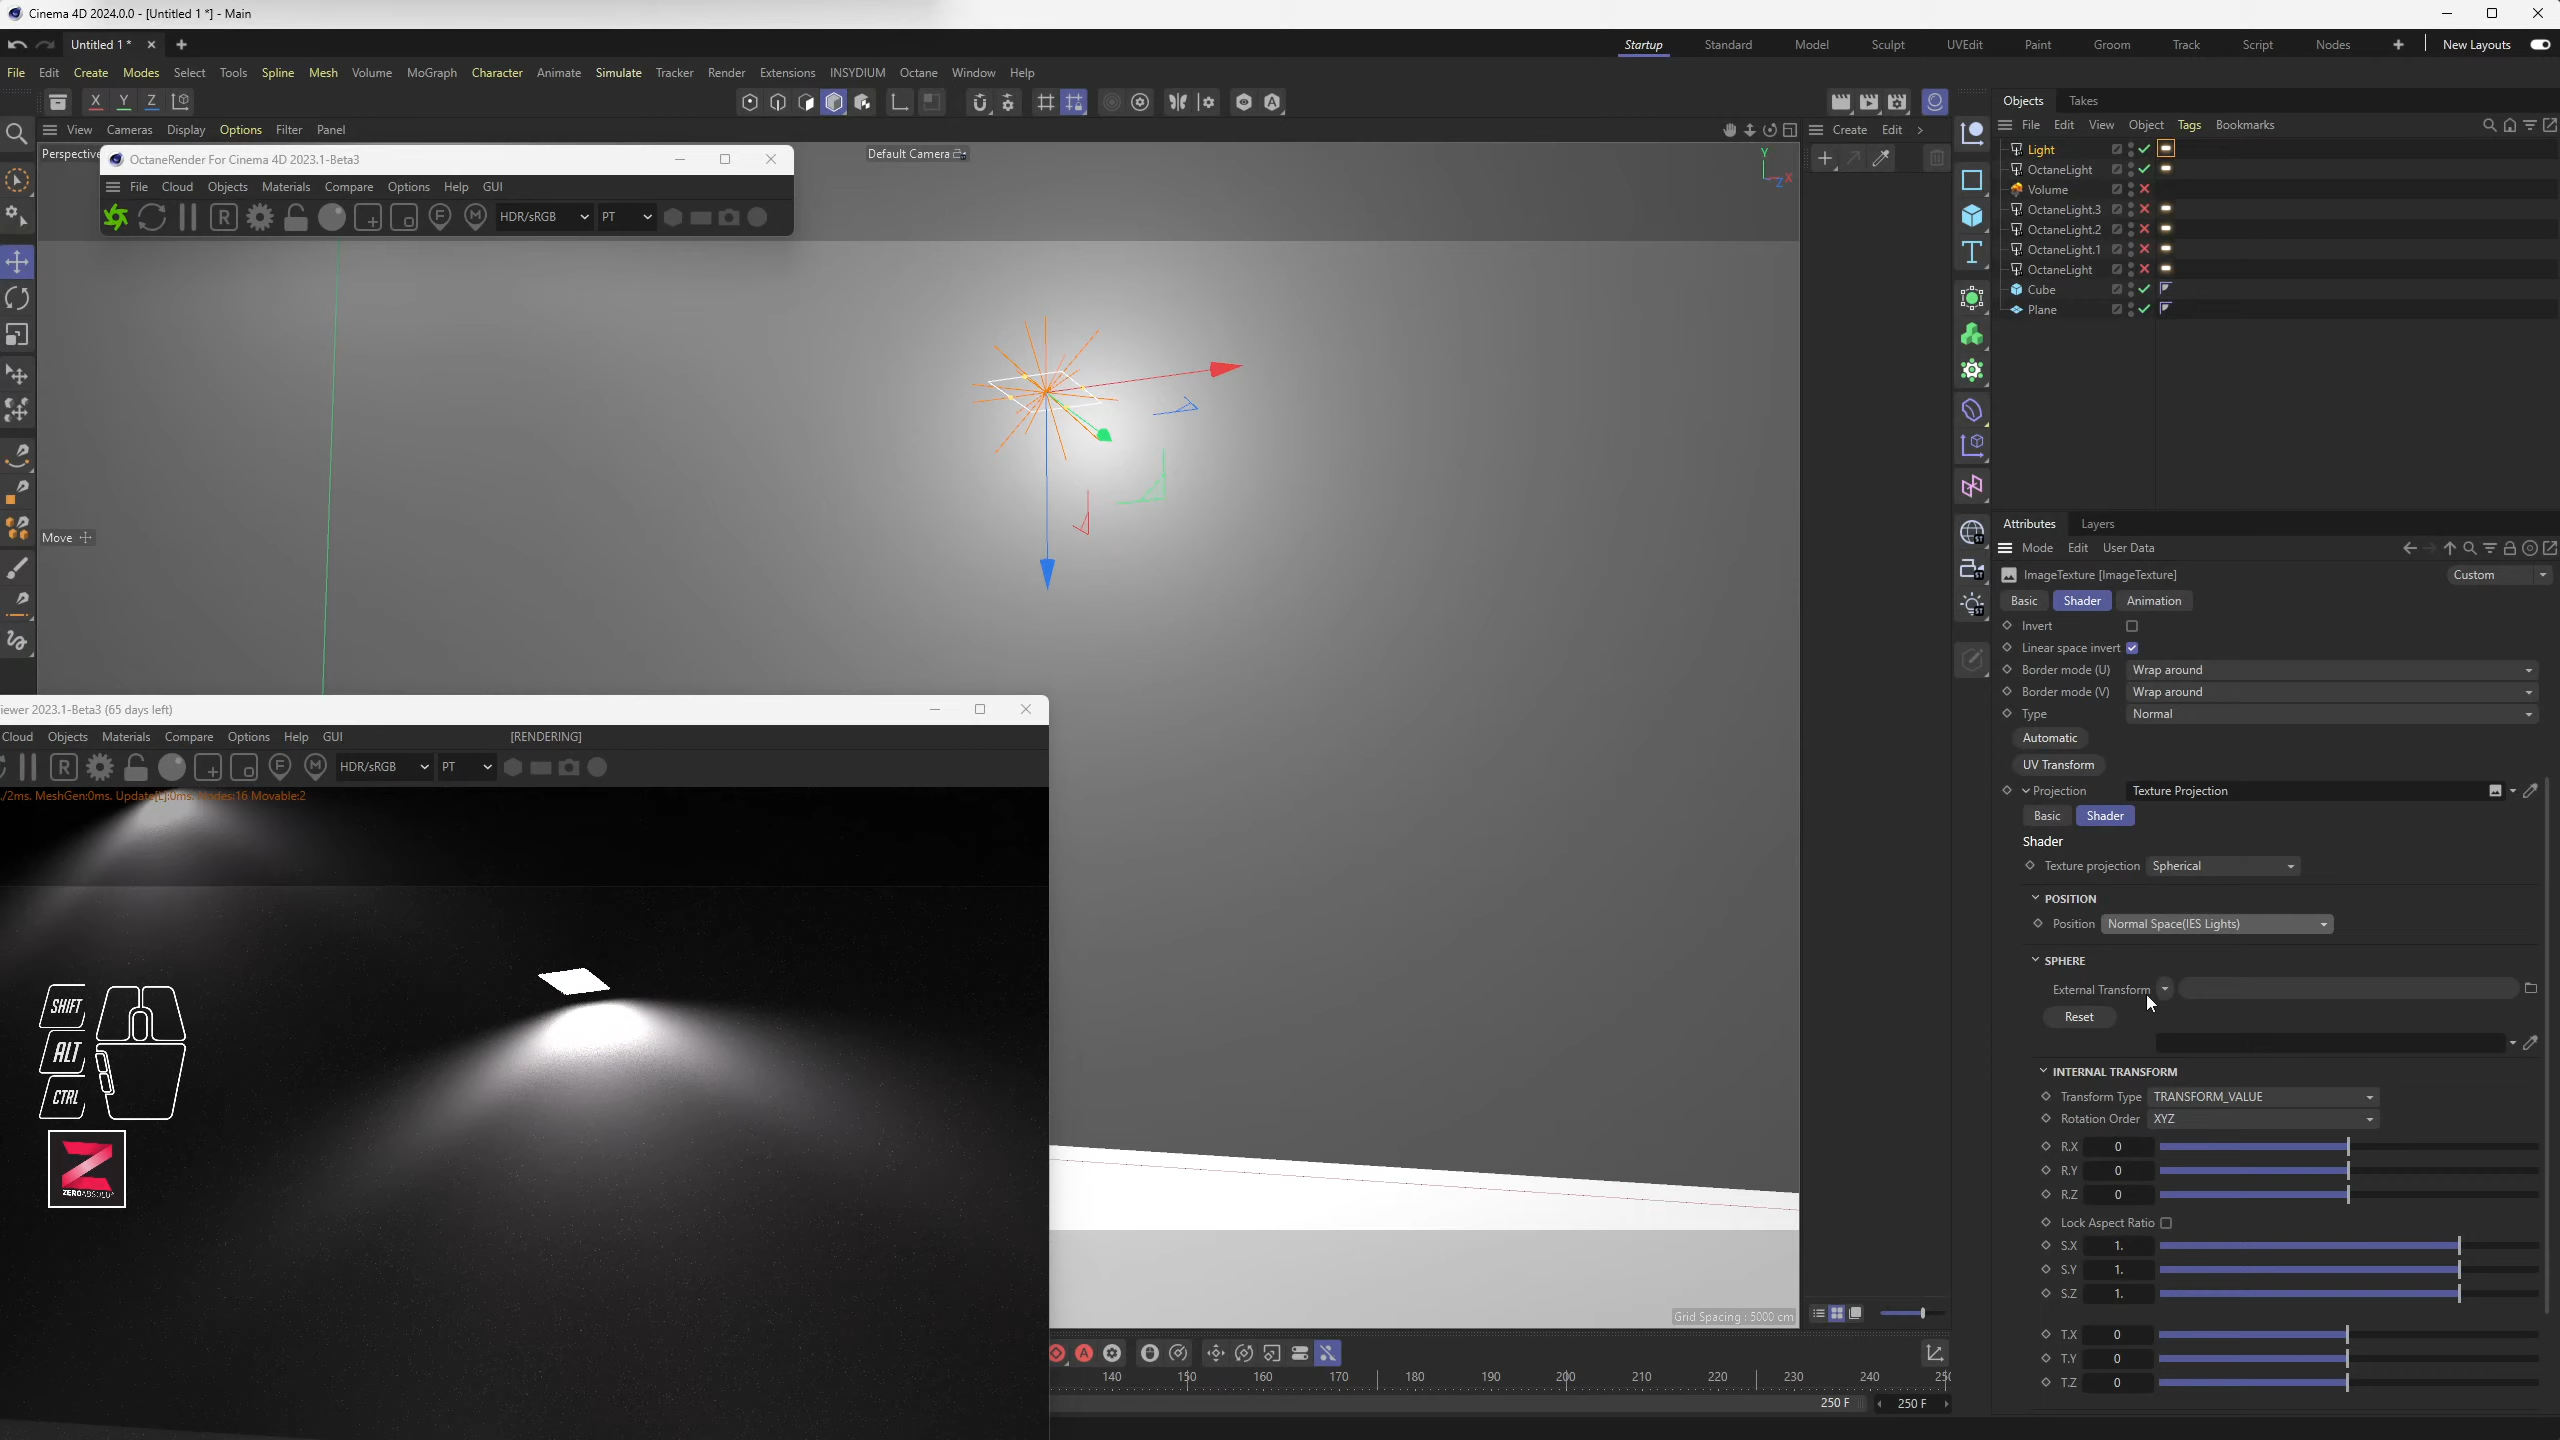 Cinema 4D 2024.0.0 - [Untitled 1 *] - Main
Untitled 1 *
Startup Standard Model Sculpt UVEdit Paint Groom Track Script Nodes New Layouts
File Edit Create Modes Select Tools Spline Mesh Volume MoGraph Character Animate Simulate Tracker Render Extensions INSYDIUM Octane Window Help
X Y Z
Objects Takes
View Cameras Display Options Filter Panel
Create Edit
File Edit View Object Tags Bookmarks
Perspective
OctaneRender For Cinema 4D 2023.1-Beta3
Default Camera
Y
X
Z
File Cloud Objects Materials Compare Options Help GUI
HDR/sRGB PT
Light
OctaneLight
Volume
OctaneLight.3
OctaneLight.2
OctaneLight.1
OctaneLight
Cube
Plane
Move
Attributes Layers
Mode Edit User Data
ImageTexture [ImageTexture]
Custom
Basic Shader Animation
Invert
Linear space invert
Border mode (U) Wrap around
Border mode (V) Wrap around
Type Normal
Automatic
UV Transform
Projection Texture Projection
Basic Shader
Shader
Texture projection Spherical
POSITION
Position Normal Space(IES Lights)
SPHERE
External Transform
Reset
INTERNAL TRANSFORM
Transform Type TRANSFORM_VALUE
Rotation Order XYZ
R.X 0
R.Y 0
R.Z 0
Lock Aspect Ratio
S.X 1.
S.Y 1.
S.Z 1.
T.X 0
T.Y 0
T.Z 0
iewer 2023.1-Beta3 (65 days left)
Cloud Objects Materials Compare Options Help GUI [RENDERING]
HDR/sRGB PT
/2ms. MeshGen:0ms. Update[L]:0ms. Nodes:16 Movable:2
SHIFT
ALT
CTRL
ZEROABSOLUT
Grid Spacing : 5000 cm
140 150 160 170 180 190 200 210 220 230 240 250
250 F 250 F